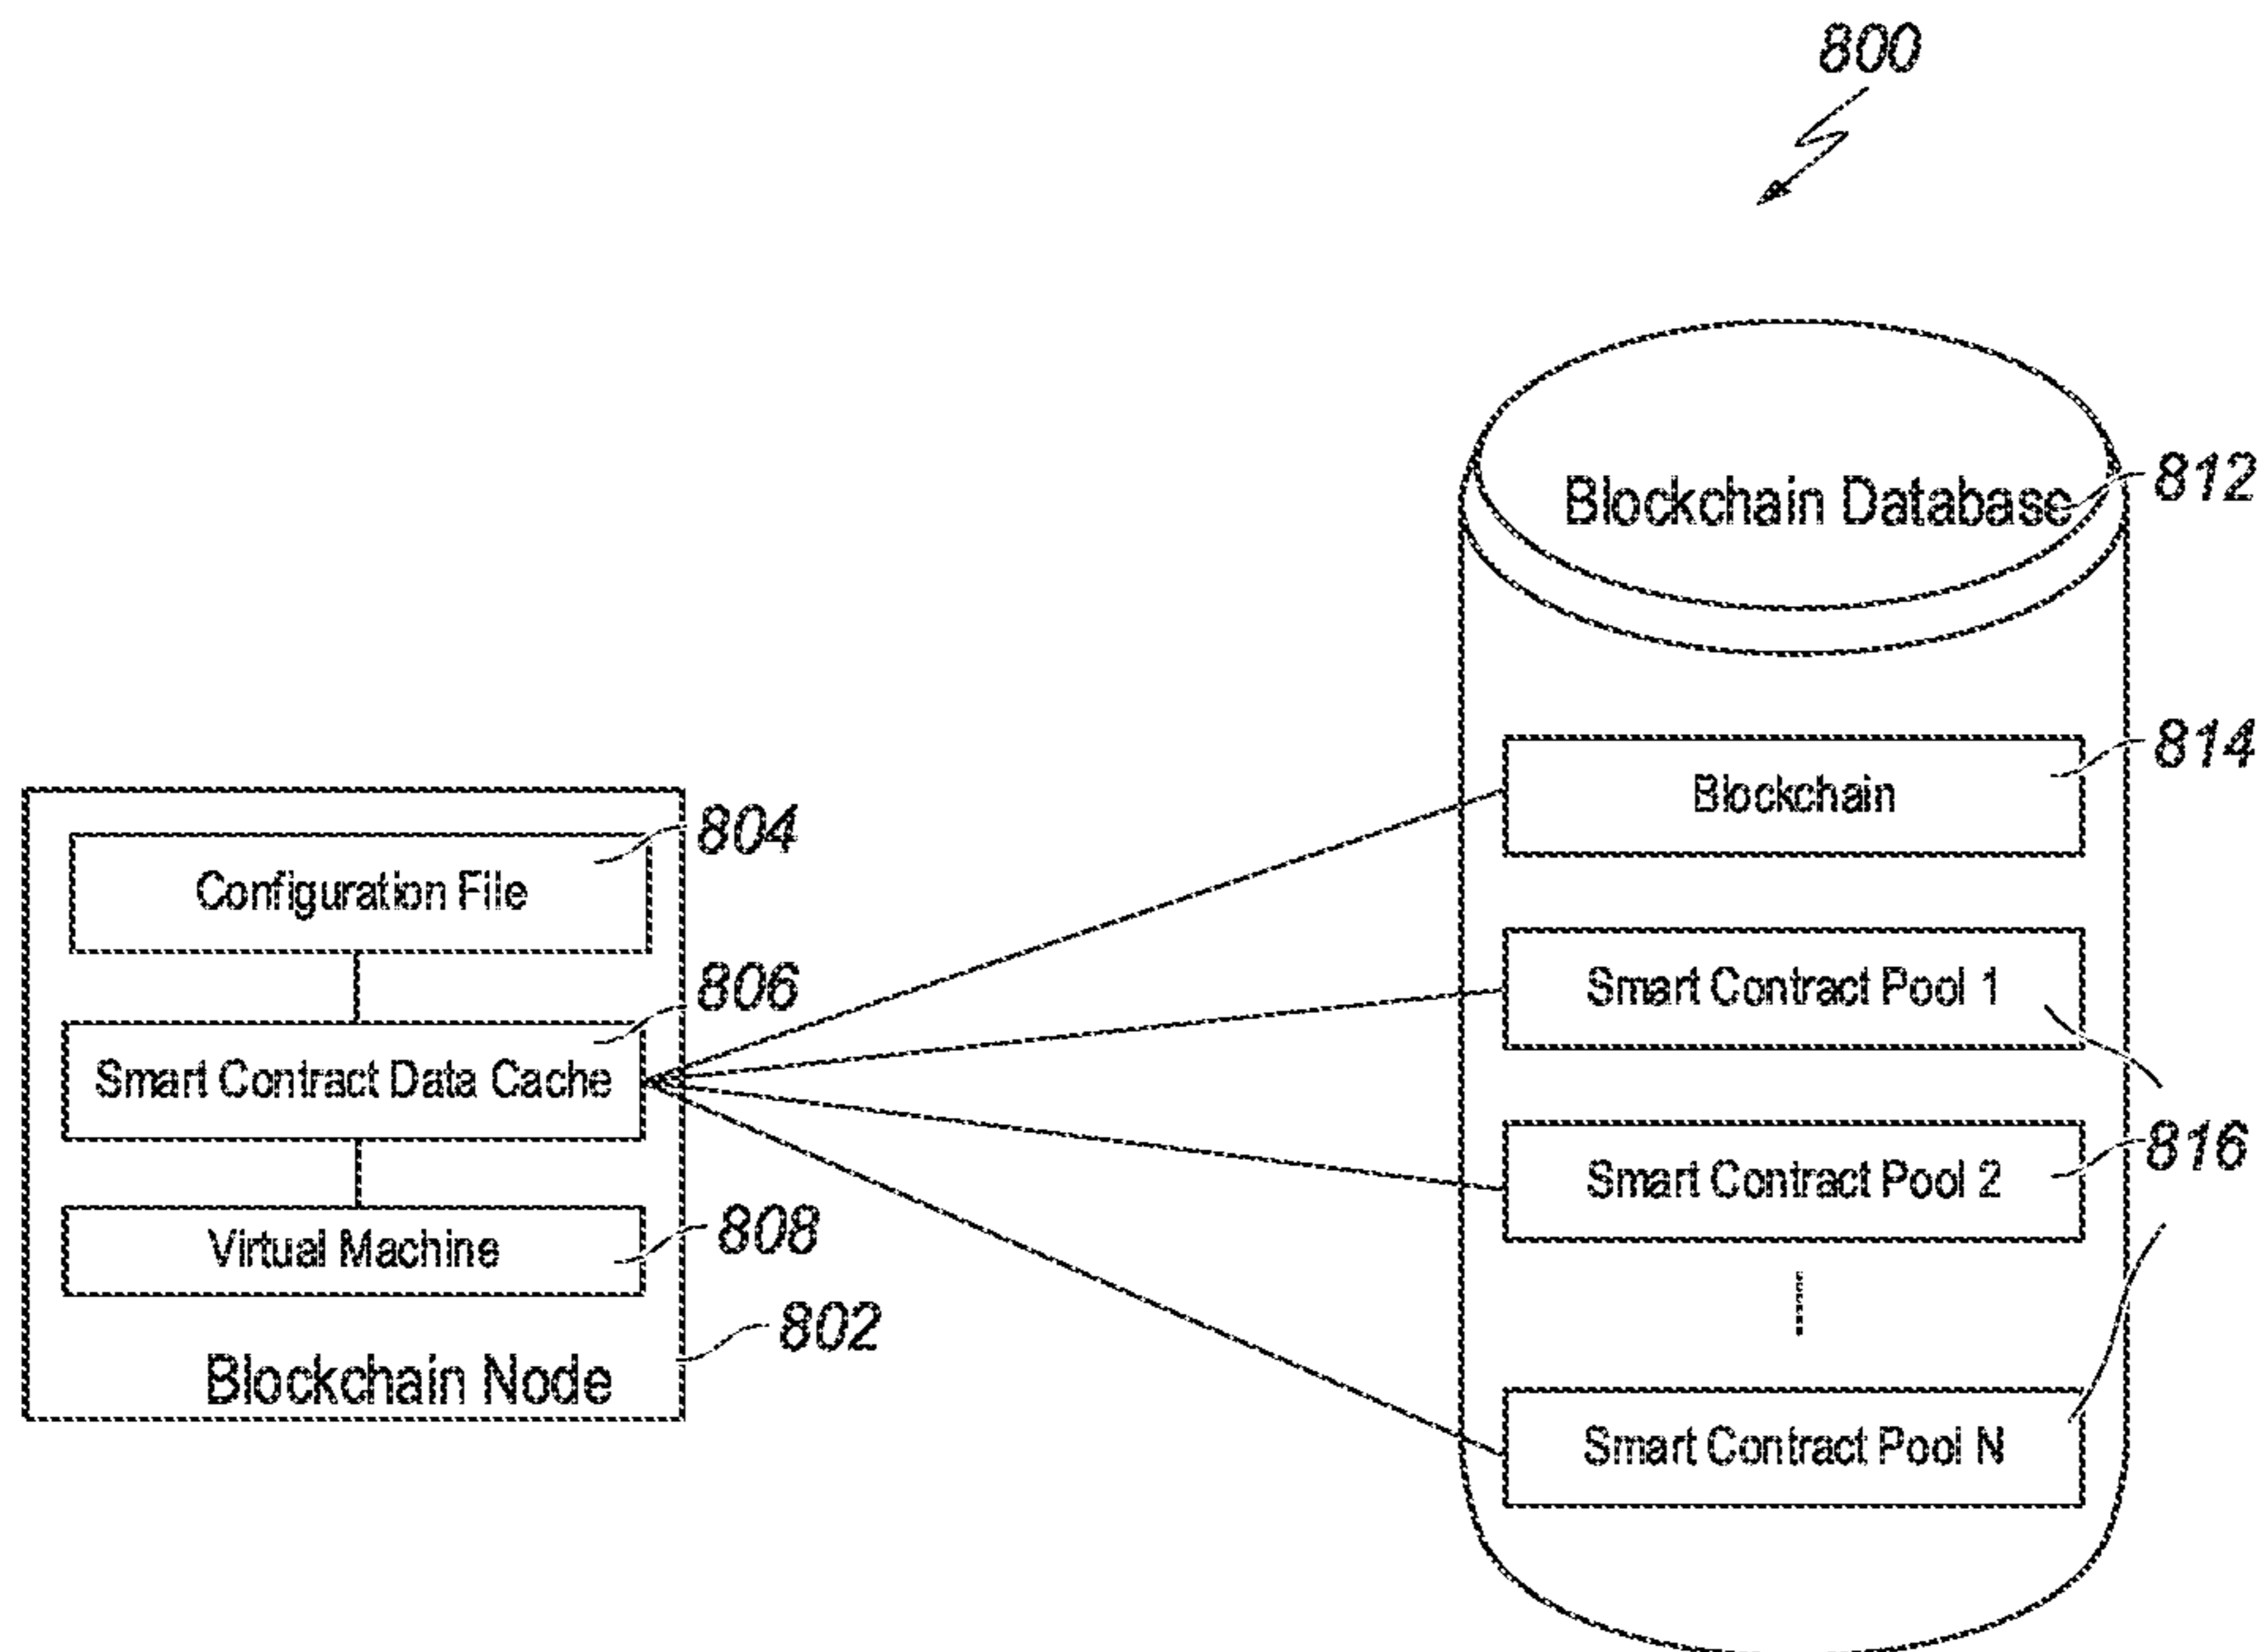 800
Blockchain Database
812
Blockchain
814
Configuration File
804
Smart Contract Data Cache
806
Virtual Machine
808
Blockchain Node
802
Smart Contract Pool 1
Smart Contract Pool 2
816
Smart Contract Pool N